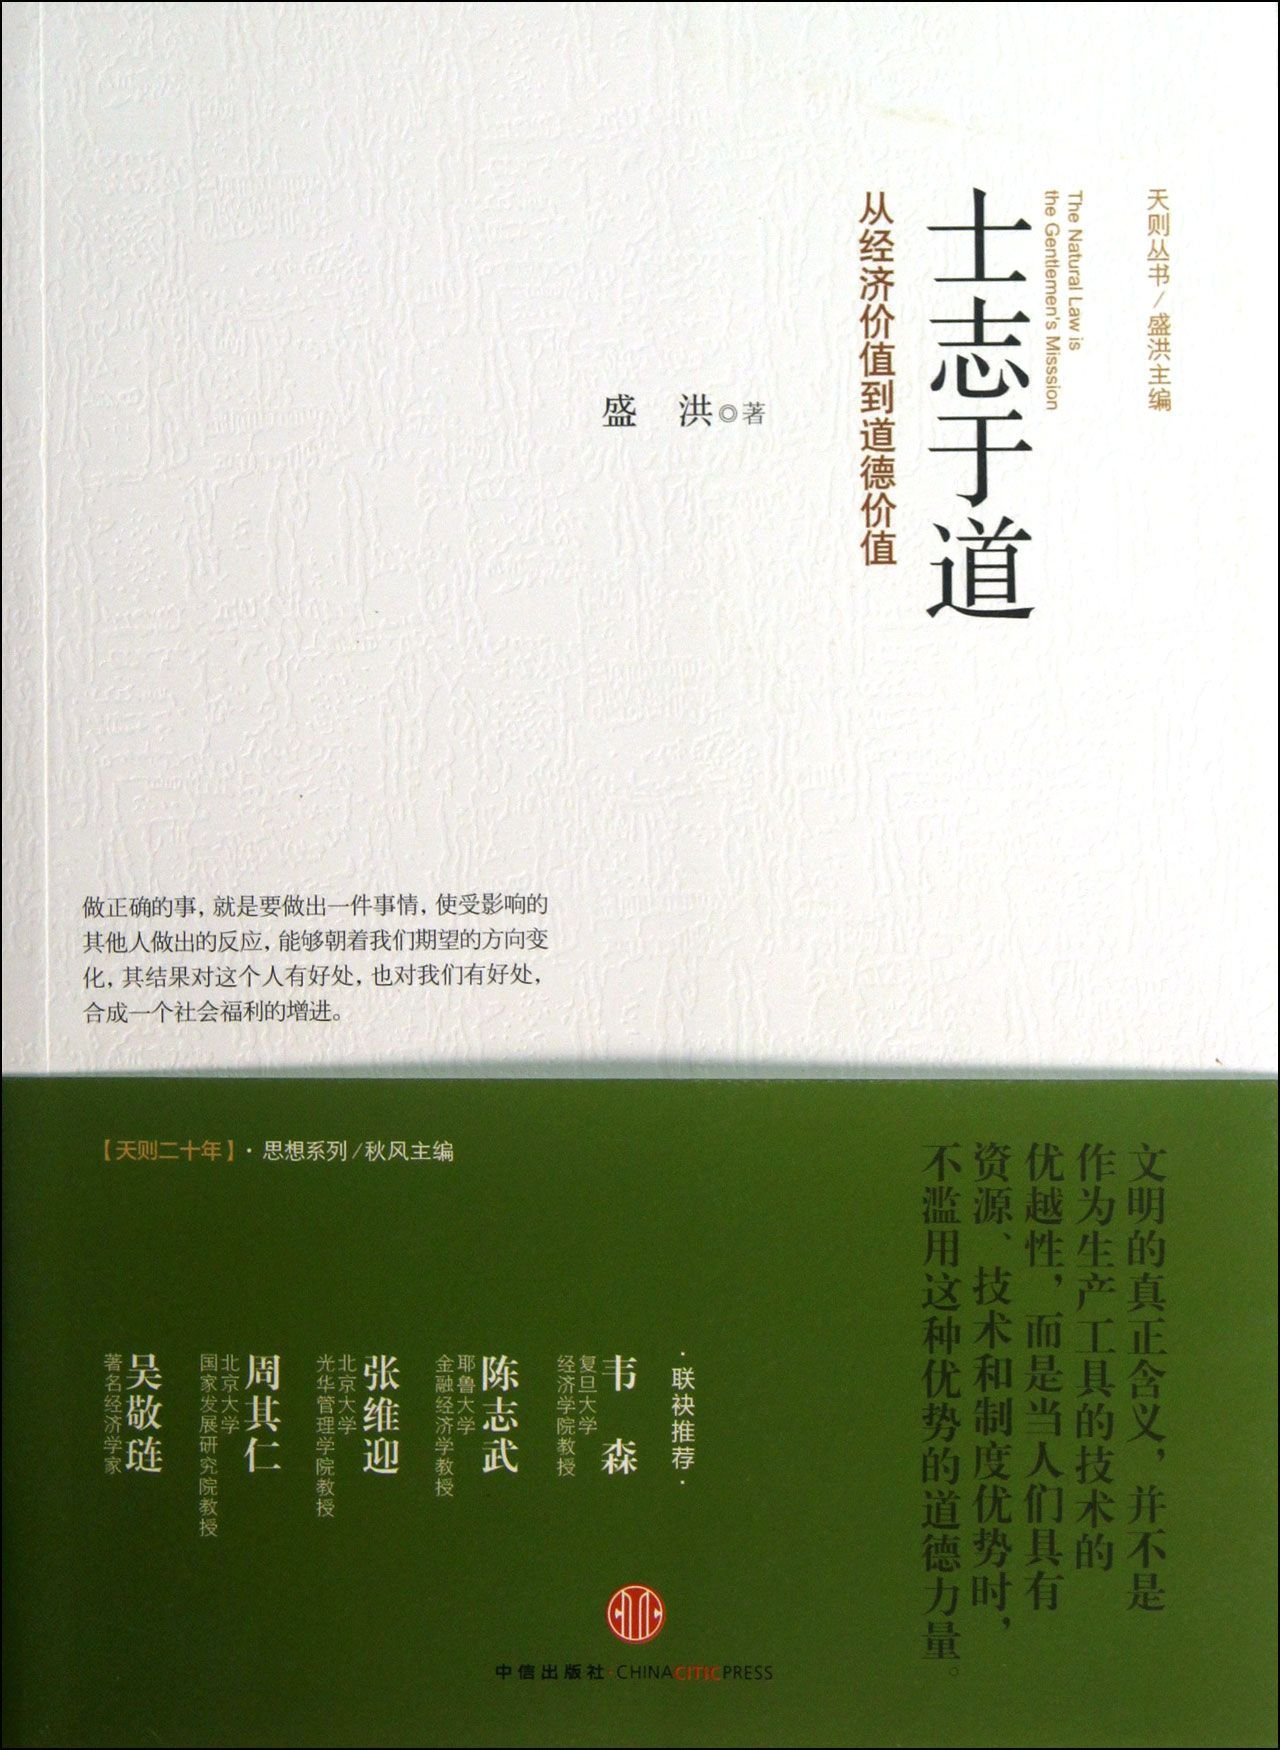 天则丛书/盛洪主编
The Natural Law is
the Gentlemen's Misssion
士志于道
从经济价值到道德价值
盛 洪◎著
做正确的事，就是要做出一件事情，使受影响的
其他人做出的反应，能够朝着我们期望的方向变
化，其结果对这个人有好处，也对我们有好处，
合成一个社会福利的增进。
【天则二十年】·思想系列/秋风主编
文明的真正含义，并不是
作为生产工具的技术的
优越性，而是当人们具有
资源、技术和制度优势时，
不滥用这种优势的道德力量。
·联袂推荐·
韦 森
复旦大学
经济学院教授
陈志武
耶鲁大学
金融经济学教授
张维迎
北京大学
光华管理学院教授
周其仁
北京大学
国家发展研究院教授
吴敬琏
著名经济学家
中信出版社·CHINACITICPRESS